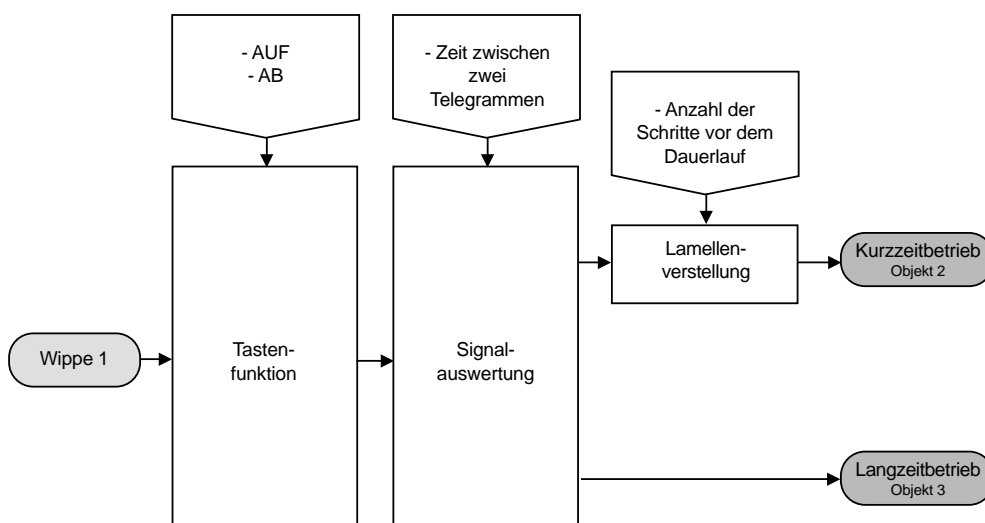 - AUF
- AB
- Zeit zwischen
zwei
Telegrammen
- Anzahl der
Schritte vor dem
Dauerlauf
Lamellen-
verstellung
Kurzzeitbetrieb
Objekt 2
Wippe 1
Tasten-
funktion
Signal-
auswertung
Langzeitbetrieb
Objekt 3